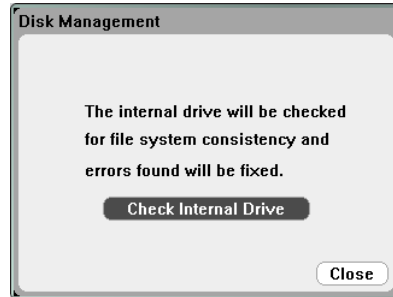 Disk Management
The internal drive will be checked
for file system consistency and
errors found will be fixed.
Check Internal Drive
Close